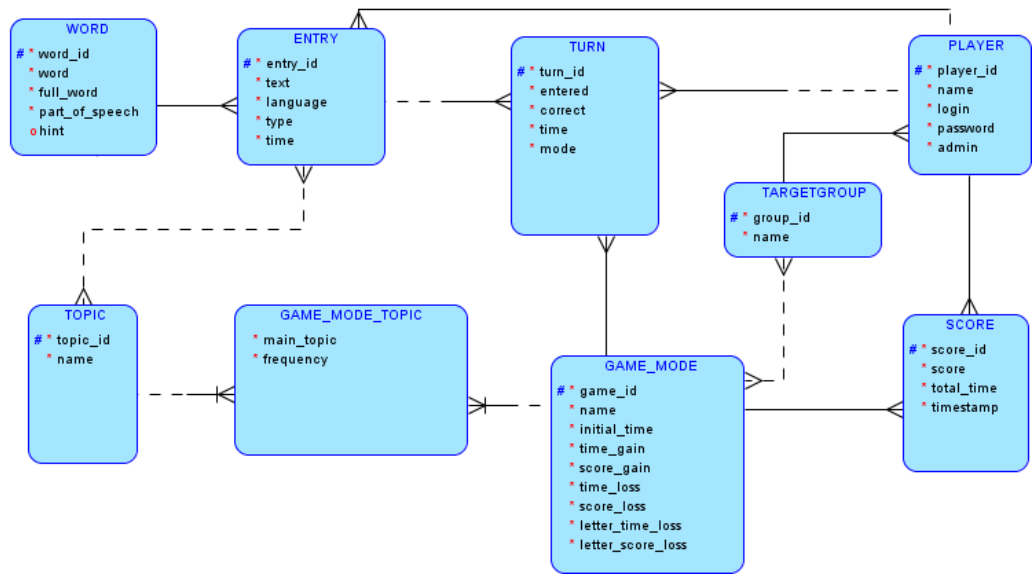 WORD
# * word_id
* word
* full_word
* part_of_speech
o hint
ENTRY
# * entry_id
* text
* language
* type
* time
TURN
# * turn_id
* entered
* correct
* time
* mode
PLAYER
# * player_id
* name
* login
* password
* admin
TARGETGROUP
# * group_id
* name
TOPIC
# * topic_id
* name
GAME_MODE_TOPIC
* main_topic
* frequency
GAME_MODE
# * game_id
* name
* initial_time
* time_gain
* score_gain
* time_loss
* score_loss
* letter_time_loss
* letter_score_loss
SCORE
# * score_id
* score
* total_time
* timestamp